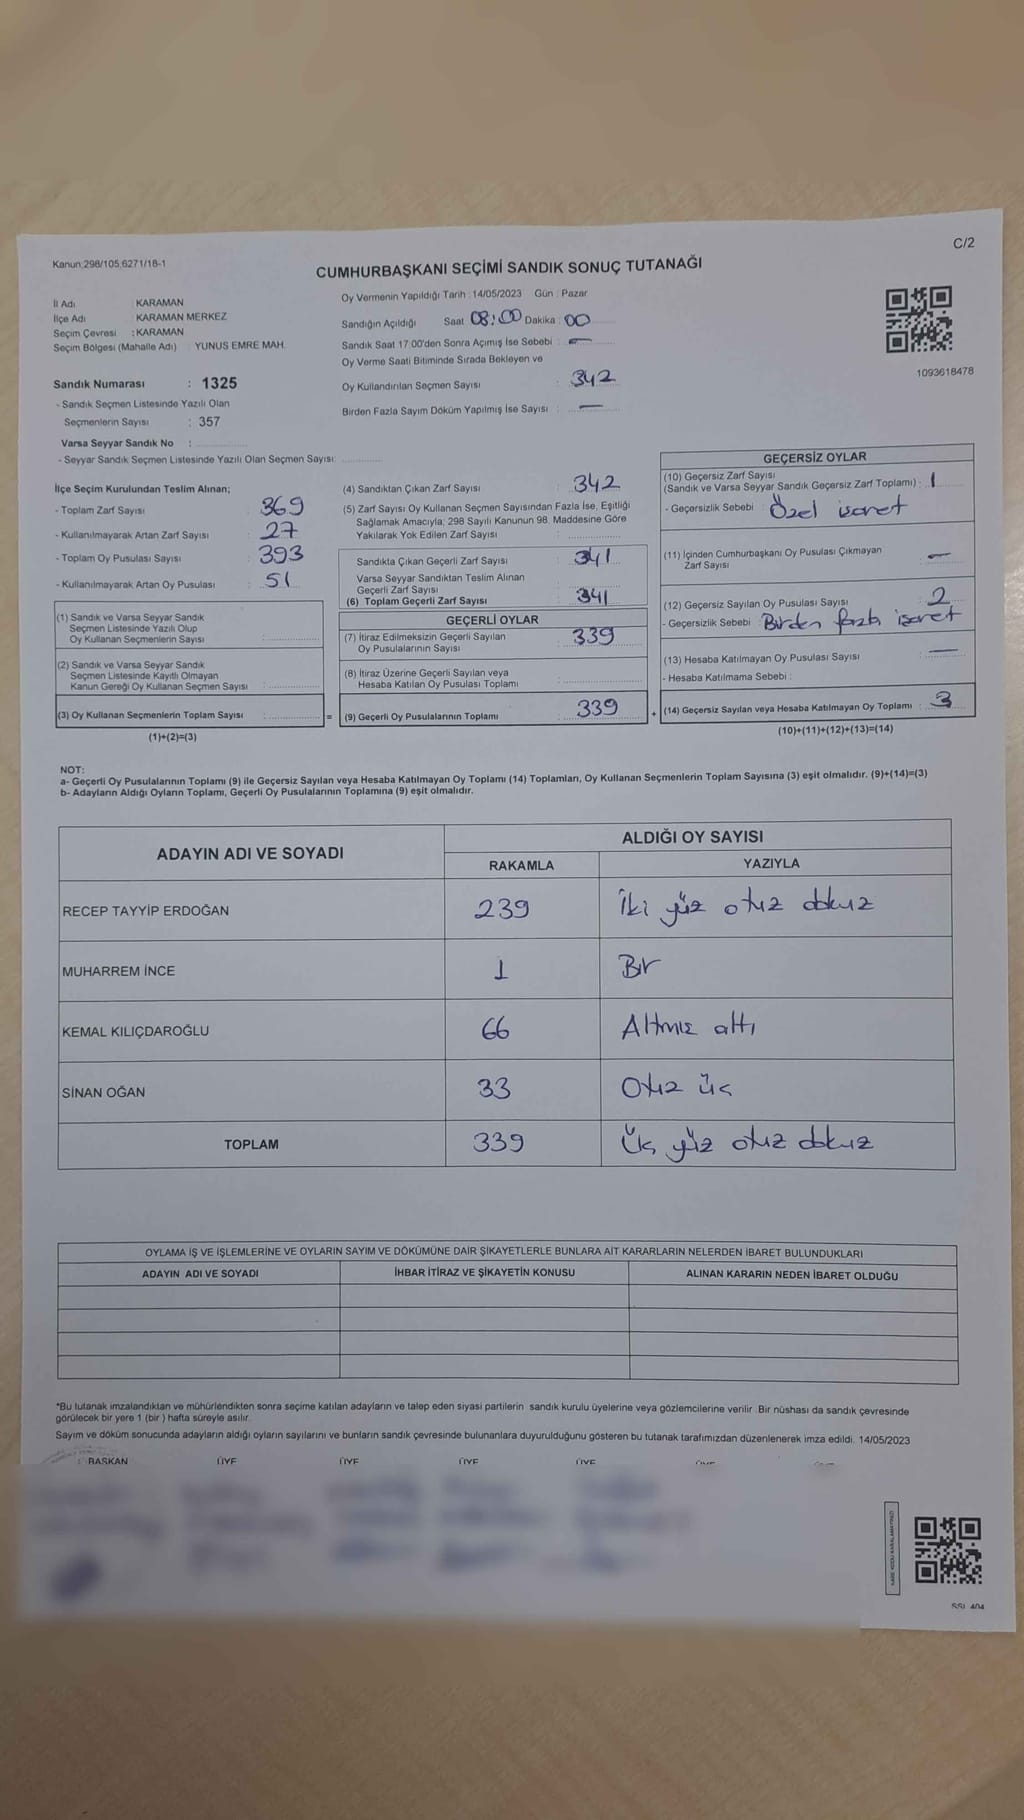 C/2
Kanun:298/105,6271/18-1
CUMHURBAŞKANI SEÇİMİ SANDIK SONUÇ TUTANAĞI
İl Adı : KARAMAN
İlçe Adı : KARAMAN MERKEZ
Seçim Çevresi : KARAMAN
Seçim Bölgesi (Mahalle Adı) : YUNUS EMRE MAH.
Sandık Numarası : 1325
- Sandık Seçmen Listesinde Yazılı Olan
Seçmenlerin Sayısı : 357
Varsa Seyyar Sandık No :
- Seyyar Sandık Seçmen Listesinde Yazılı Olan Seçmen Sayısı:
Oy Vermenin Yapıldığı Tarih : 14/05/2023 Gün : Pazar
Sandığın Açıldığı Saat 08:00 Dakika : 00
Sandık Saat 17:00'den Sonra Açımış İse Sebebi : —
Oy Verme Saati Bitiminde Sırada Bekleyen ve
Oy Kullandırılan Seçmen Sayısı : 342
Birden Fazla Sayım Döküm Yapılmış İse Sayısı : —
1093618478
İlçe Seçim Kurulundan Teslim Alınan;
- Toplam Zarf Sayısı : 369
- Kullanılmayarak Artan Zarf Sayısı : 27
- Toplam Oy Pusulası Sayısı : 393
- Kullanılmayarak Artan Oy Pusulası : 51
(1) Sandık ve Varsa Seyyar Sandık
Seçmen Listesinde Yazılı Olup
Oy Kullanan Seçmenlerin Sayısı :
(2) Sandık ve Varsa Seyyar Sandık
Seçmen Listesinde Kayıtlı Olmayan
Kanun Gereği Oy Kullanan Seçmen Sayısı :
(3) Oy Kullanan Seçmenlerin Toplam Sayısı :
(1)+(2)=(3)
(4) Sandıktan Çıkan Zarf Sayısı : 342
(5) Zarf Sayısı Oy Kullanan Seçmen Sayısından Fazla İse, Eşitliği
Sağlamak Amacıyla; 298 Sayılı Kanunun 98. Maddesine Göre
Yakılarak Yok Edilen Zarf Sayısı :
Sandıkta Çıkan Geçerli Zarf Sayısı : 341
Varsa Seyyar Sandıktan Teslim Alınan
Geçerli Zarf Sayısı :
(6) Toplam Geçerli Zarf Sayısı : 341
GEÇERLİ OYLAR
(7) İtiraz Edilmeksizin Geçerli Sayılan
Oy Pusulalarının Sayısı : 339
(8) İtiraz Üzerine Geçerli Sayılan veya
Hesaba Katılan Oy Pusulası Toplamı :
= (9) Geçerli Oy Pusulalarının Toplamı : 339 +
GEÇERSİZ OYLAR
(10) Geçersiz Zarf Sayısı
(Sandık ve Varsa Seyyar Sandık Geçersiz Zarf Toplamı) : 1
- Geçersizlik Sebebi : Özel işaret
(11) İçinden Cumhurbaşkanı Oy Pusulası Çıkmayan
Zarf Sayısı : —
(12) Geçersiz Sayılan Oy Pusulası Sayısı : 2
- Geçersizlik Sebebi : Birden fazla işaret
(13) Hesaba Katılmayan Oy Pusulası Sayısı : —
- Hesaba Katılmama Sebebi :
(14) Geçersiz Sayılan veya Hesaba Katılmayan Oy Toplamı : 3
(10)+(11)+(12)+(13)=(14)
NOT:
a- Geçerli Oy Pusulalarının Toplamı (9) ile Geçersiz Sayılan veya Hesaba Katılmayan Oy Toplamı (14) Toplamları, Oy Kullanan Seçmenlerin Toplam Sayısına (3) eşit olmalıdır. (9)+(14)=(3)
b- Adayların Aldığı Oyların Toplamı, Geçerli Oy Pusulalarının Toplamına (9) eşit olmalıdır.
ADAYIN ADI VE SOYADI ALDIĞI OY SAYISI
RAKAMLA YAZIYLA
RECEP TAYYİP ERDOĞAN 239 İki yüz otuz dokuz
MUHARREM İNCE 1 Bir
KEMAL KILIÇDAROĞLU 66 Altmış altı
SİNAN OĞAN 33 Otuz üç
TOPLAM 339 Üç yüz otuz dokuz
OYLAMA İŞ VE İŞLEMLERİNE VE OYLARIN SAYIM VE DÖKÜMÜNE DAİR ŞİKAYETLERLE BUNLARA AİT KARARLARIN NELERDEN İBARET BULUNDUKLARI
ADAYIN ADI VE SOYADI İHBAR İTİRAZ VE ŞİKAYETİN KONUSU ALINAN KARARIN NEDEN İBARET OLDUĞU
*Bu tutanak imzalandıktan ve mühürlendikten sonra seçime katılan adayların ve talep eden siyasi partilerin sandık kurulu üyelerine veya gözlemcilerine verilir. Bir nüshası da sandık çevresinde
görülecek bir yere 1 (bir) hafta süreyle asılır.
Sayım ve döküm sonucunda adayların aldığı oyların sayılarını ve bunların sandık çevresinde bulunanlara duyurulduğunu gösteren bu tutanak tarafımızdan düzenlenerek imza edildi. 14/05/2023
BAŞKAN ÜYE ÜYE ÜYE ÜYE